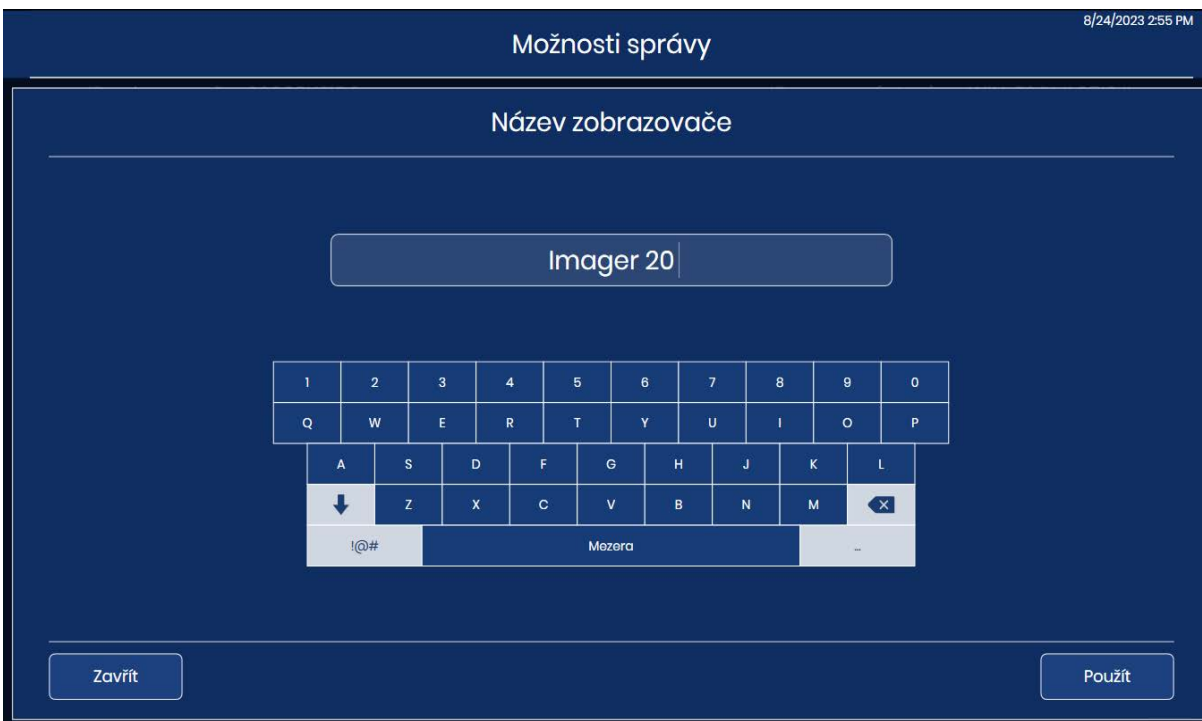 8/24/2023 2:55 PM
Možnosti správy
Název zobrazovače
Imager 20
1 2 3 4 5 6 7 8 9 0
Q W E R T Y U I O P
A S D F G H J K L
Z X C V B N M
!@# Mezera ...
Zavřít Použít